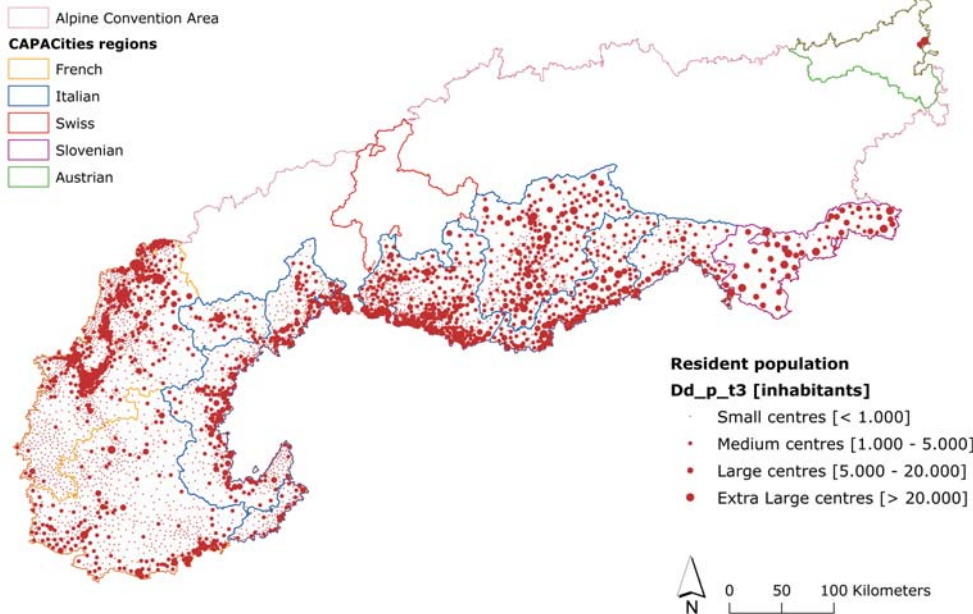 Alpine Convention Area
CAPACities regions
French
Italian
Swiss
Slovenian
Austrian
Resident population
Dd_p_t3 [inhabitants]
Small centres [< 1.000]
Medium centres [1.000 - 5.000]
Large centres [5.000 - 20.000]
Extra Large centres [> 20.000]
N
0 50 100 Kilometers